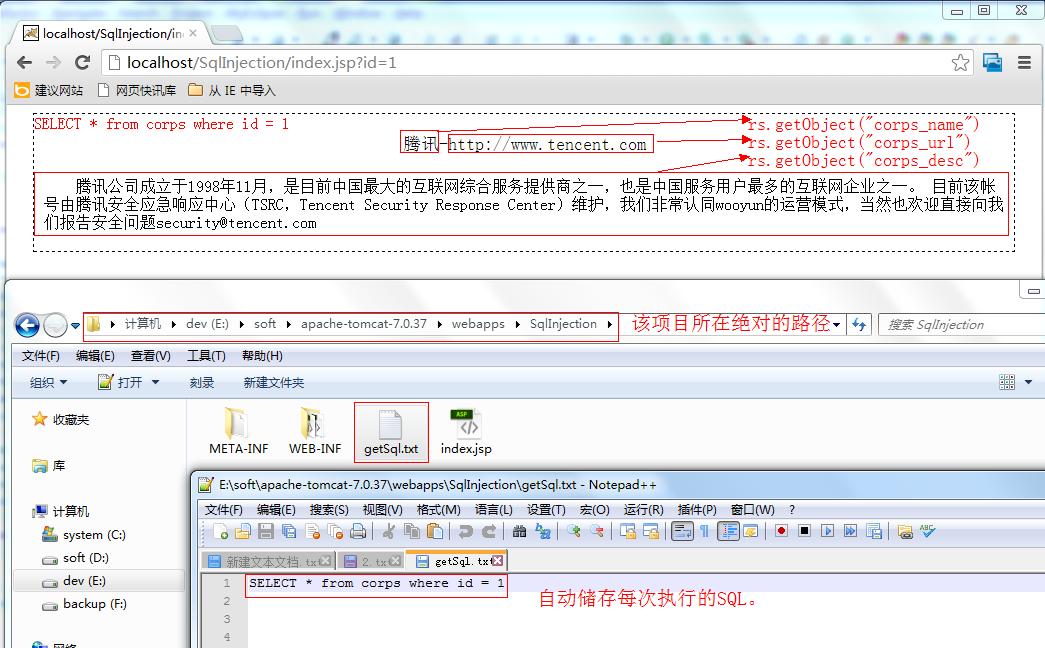 localhost/SqlInjection/in
localhost/SqlInjection/index.jsp?id=1
建议网站 网页快讯库 从 IE 中导入
SELECT * from corps where id = 1
rs.getObject("corps_name")
腾讯-http://www.tencent.com
rs.getObject("corps_url")
rs.getObject("corps_desc")
腾讯公司成立于1998年11月，是目前中国最大的互联网综合服务提供商之一，也是中国服务用户最多的互联网企业之一。 目前该帐
号由腾讯安全应急响应中心（TSRC, Tencent Security Response Center）维护，我们非常认同wooyun的运营模式，当然也欢迎直接向我
们报告安全问题security@tencent.com
计算机 dev (E:) soft apache-tomcat-7.0.37 webapps SqlInjection 该项目所在绝对的路径 搜索 SqlInjection
文件(F) 编辑(E) 查看(V) 工具(T) 帮助(H)
组织 打开 刻录 新建文件夹
收藏夹
库
计算机
system (C:)
soft (D:)
dev (E:)
backup (F:)
网络
META-INF WEB-INF getSql.txt index.jsp
ASP
E:\soft\apache-tomcat-7.0.37\webapps\SqlInjection\getSql.txt - Notepad++
文件(F) 编辑(E) 搜索(S) 视图(V) 格式(M) 语言(L) 设置(T) 宏(O) 运行(R) 插件(P) 窗口(W) ?
新建文本文档.tx 2.tx getSql.txt
1 SELECT * from corps where id = 1
2
3
4
自动储存每次执行的SQL。